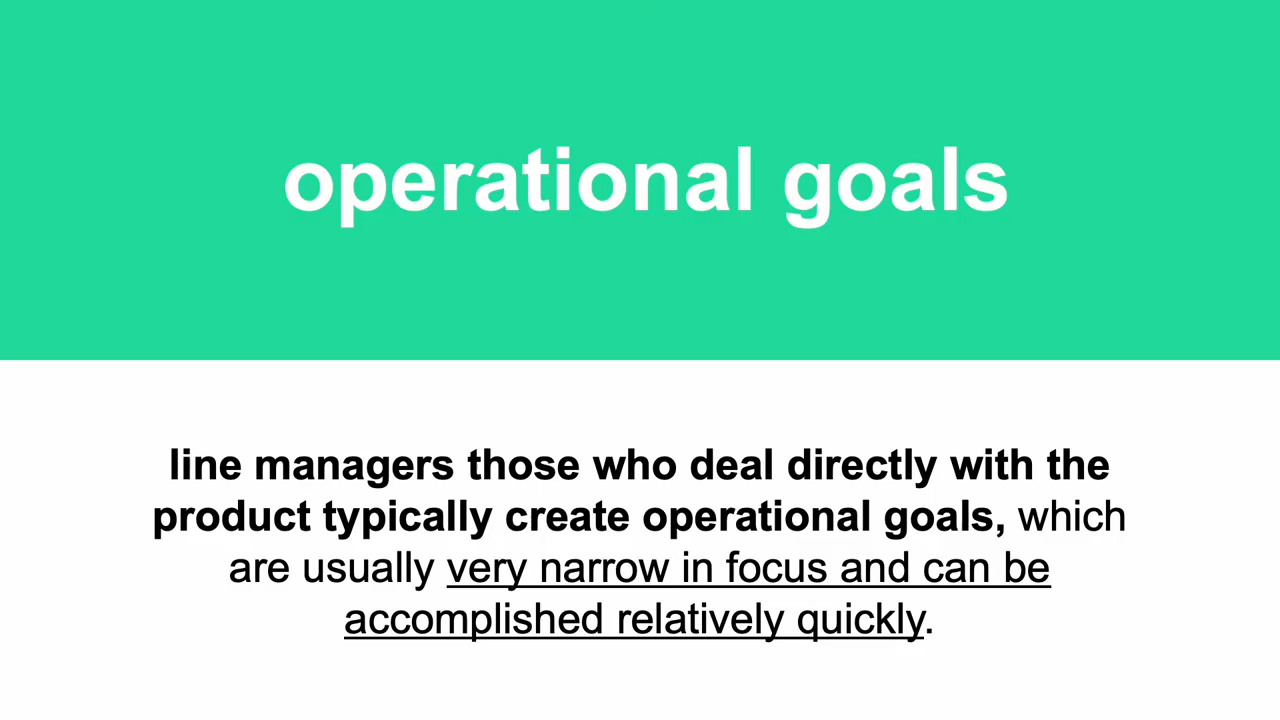 operational goals
line managers those who deal directly with the
product typically create operational goals, which
are usually very narrow in focus and can be
accomplished relatively quickly.